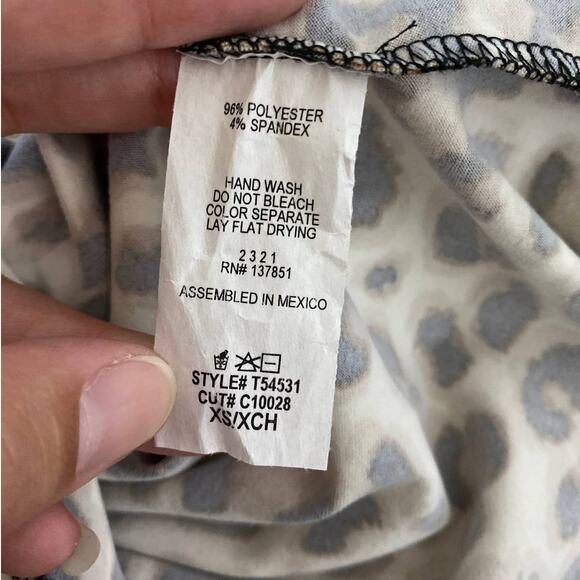 96% POLYESTER
4% SPANDEX
HAND WASH
DO NOT BLEACH
COLOR SEPARATE
LAY FLAT DRYING
2 3 2 1
RN# 137851
ASSEMBLED IN MEXICO
STYLE# T54531
CUT# C10028
XS/XCH